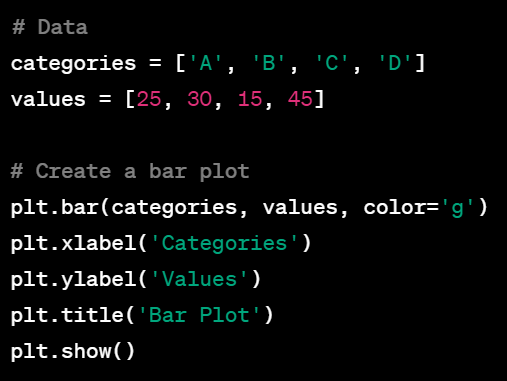 # Data
categories = ['A', 'B', 'C', 'D']
values = [25, 30, 15, 45]
# Create a bar plot
plt.bar(categories, values, color='g')
plt.xlabel('Categories')
plt.ylabel('Values')
plt.title('Bar Plot')
plt.show()